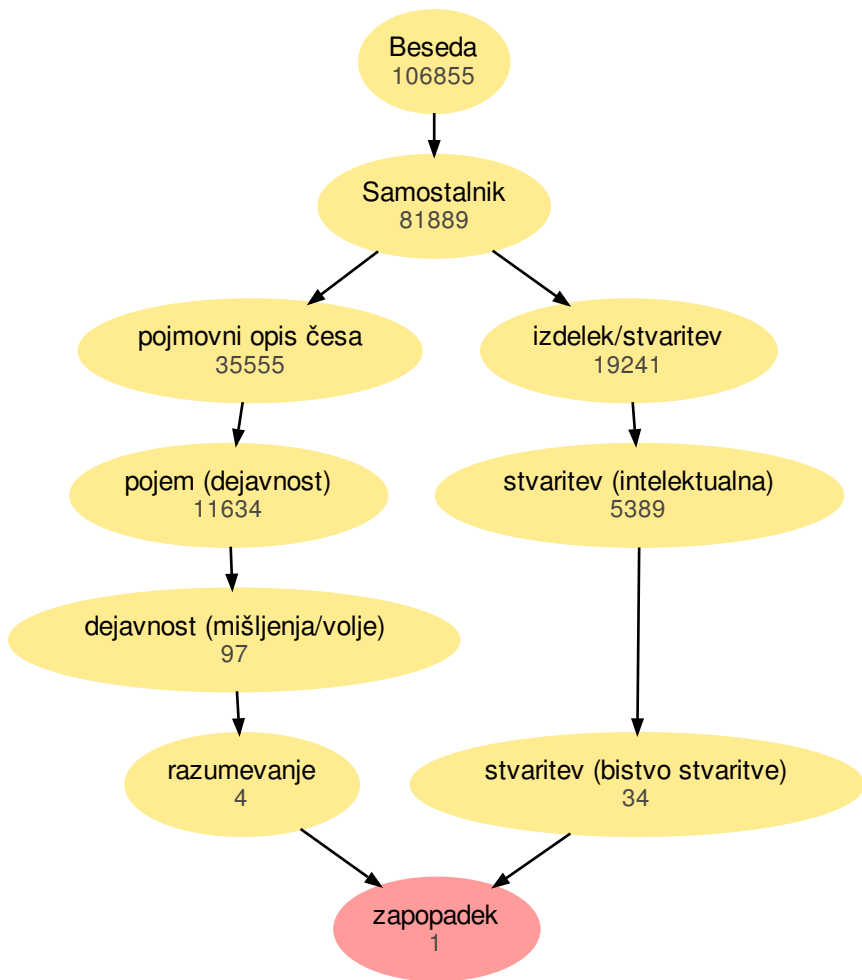 Beseda
106855
Samostalnik
81889
pojmovni opis česa
35555
izdelek/stvaritev
19241
pojem (dejavnost)
11634
stvaritev (intelektualna)
5389
dejavnost (mišljenja/volje)
97
razumevanje
4
stvaritev (bistvo stvaritve)
34
zapopadek
1